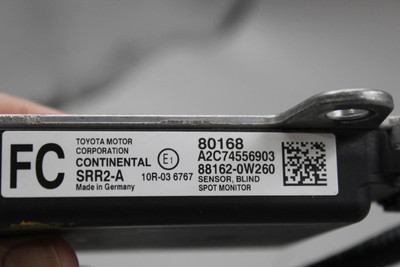 FC
TOYOTA MOTOR
CORPORATION
CONTINENTAL
SRR2-A
Made in Germany
E1
10R-03 6767
80168
A2C74556903
88162-0W260
SENSOR, BLIND
SPOT MONITOR